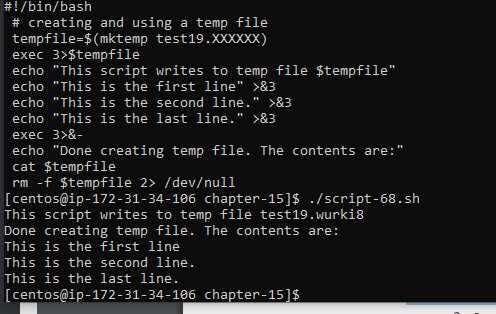 #!/bin/bash
# creating and using a temp file
tempfile=$(mktemp test19.XXXXXX)
exec 3>$tempfile
echo "This script writes to temp file $tempfile"
echo "This is the first line" >&3
echo "This is the second line." >&3
echo "This is the last line." >&3
exec 3>&-
echo "Done creating temp file. The contents are:"
cat $tempfile
rm -f $tempfile 2> /dev/null
[centos@ip-172-31-34-106 chapter-15]$ ./script-68.sh
This script writes to temp file test19.wurki8
Done creating temp file. The contents are:
This is the first line
This is the second line.
This is the last line.
[centos@ip-172-31-34-106 chapter-15]$